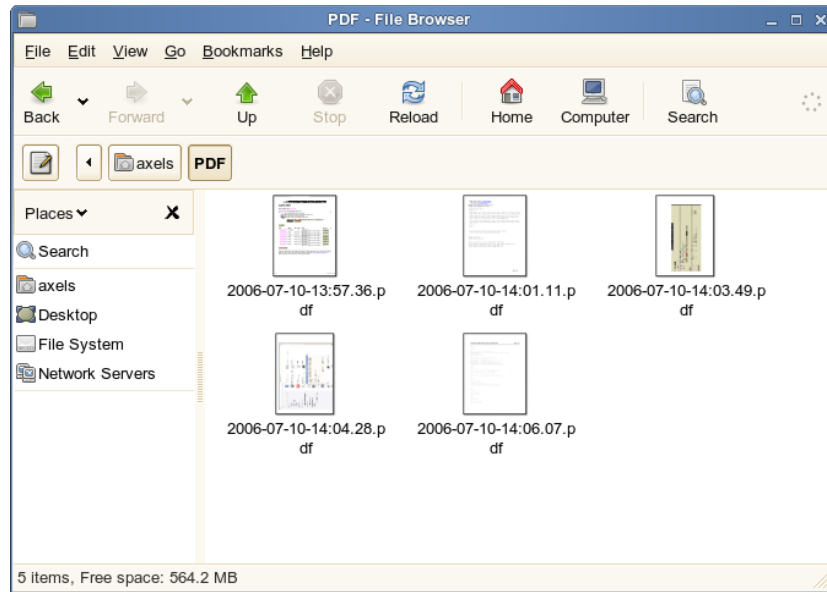 PDF - File Browser
File Edit View Go Bookmarks Help
Back Forward Up Stop Reload Home Computer Search
axels PDF
Places
Search
axels
Desktop
File System
Network Servers
2006-07-10-13:57.36.p
df
2006-07-10-14:01.11.p
df
2006-07-10-14:03.49.p
df
2006-07-10-14:04.28.p
df
2006-07-10-14:06.07.p
df
5 items, Free space: 564.2 MB